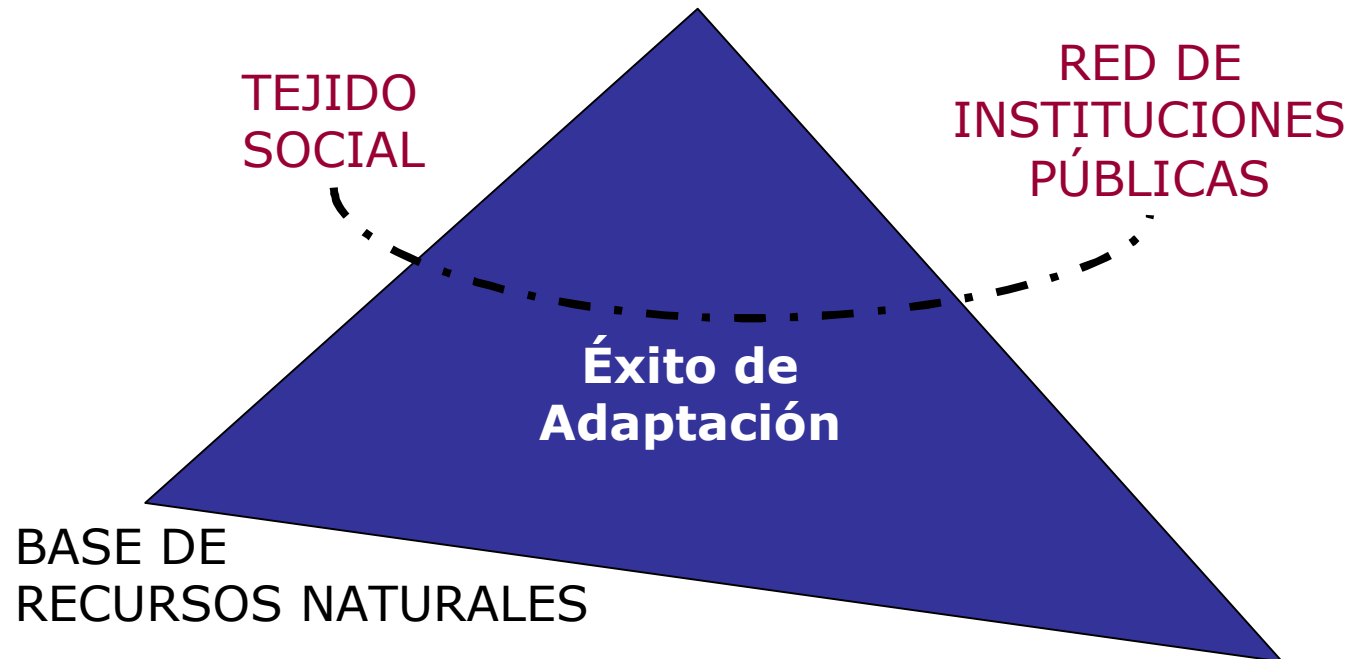 TEJIDO
SOCIAL
RED DE
INSTITUCIONES
PÚBLICAS
Éxito de
Adaptación
BASE DE
RECURSOS NATURALES